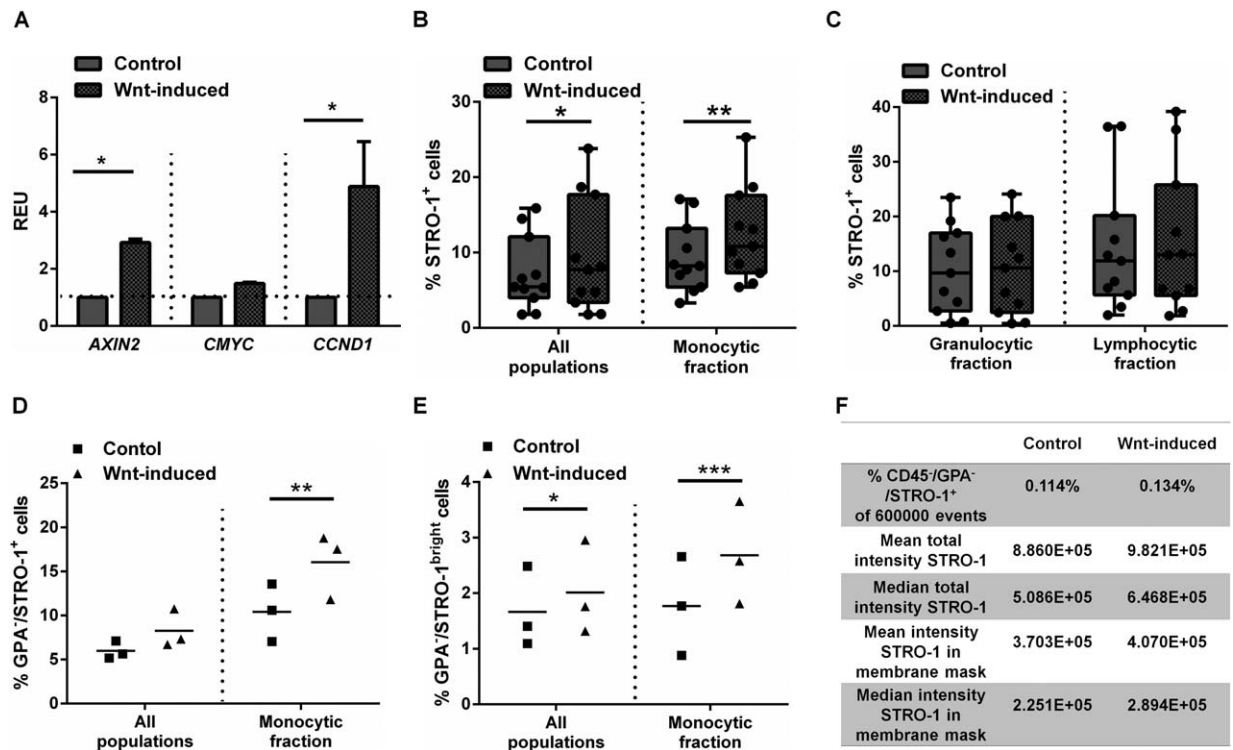 A
Control
Wnt-induced
REU
8
6
4
2
0
*
*
AXIN2
CMYC
CCND1
B
Control
Wnt-induced
% STRO-1⁺ cells
30
20
10
0
*
**
All
populations
Monocytic
fraction
C
Control
Wnt-induced
% STRO-1⁺ cells
40
30
20
10
0
Granulocytic
fraction
Lymphocytic
fraction
D
Contol
Wnt-induced
% GPA⁻/STRO-1⁺ cells
25
20
15
10
5
0
**
All
populations
Monocytic
fraction
E
Control
Wnt-induced
% GPA⁻/STRO-1ᵇʳⁱᵍʰᵗ cells
4
3
2
1
0
*
***
All
populations
Monocytic
fraction
F
Control Wnt-induced
% CD45⁻/GPA⁻
/STRO-1⁺
of 600000 events
0.114% 0.134%
Mean total
intensity STRO-1
8.860E+05 9.821E+05
Median total
intensity STRO-1
5.086E+05 6.468E+05
Mean intensity
STRO-1 in
membrane mask
3.703E+05 4.070E+05
Median intensity
STRO-1 in
membrane mask
2.251E+05 2.894E+05